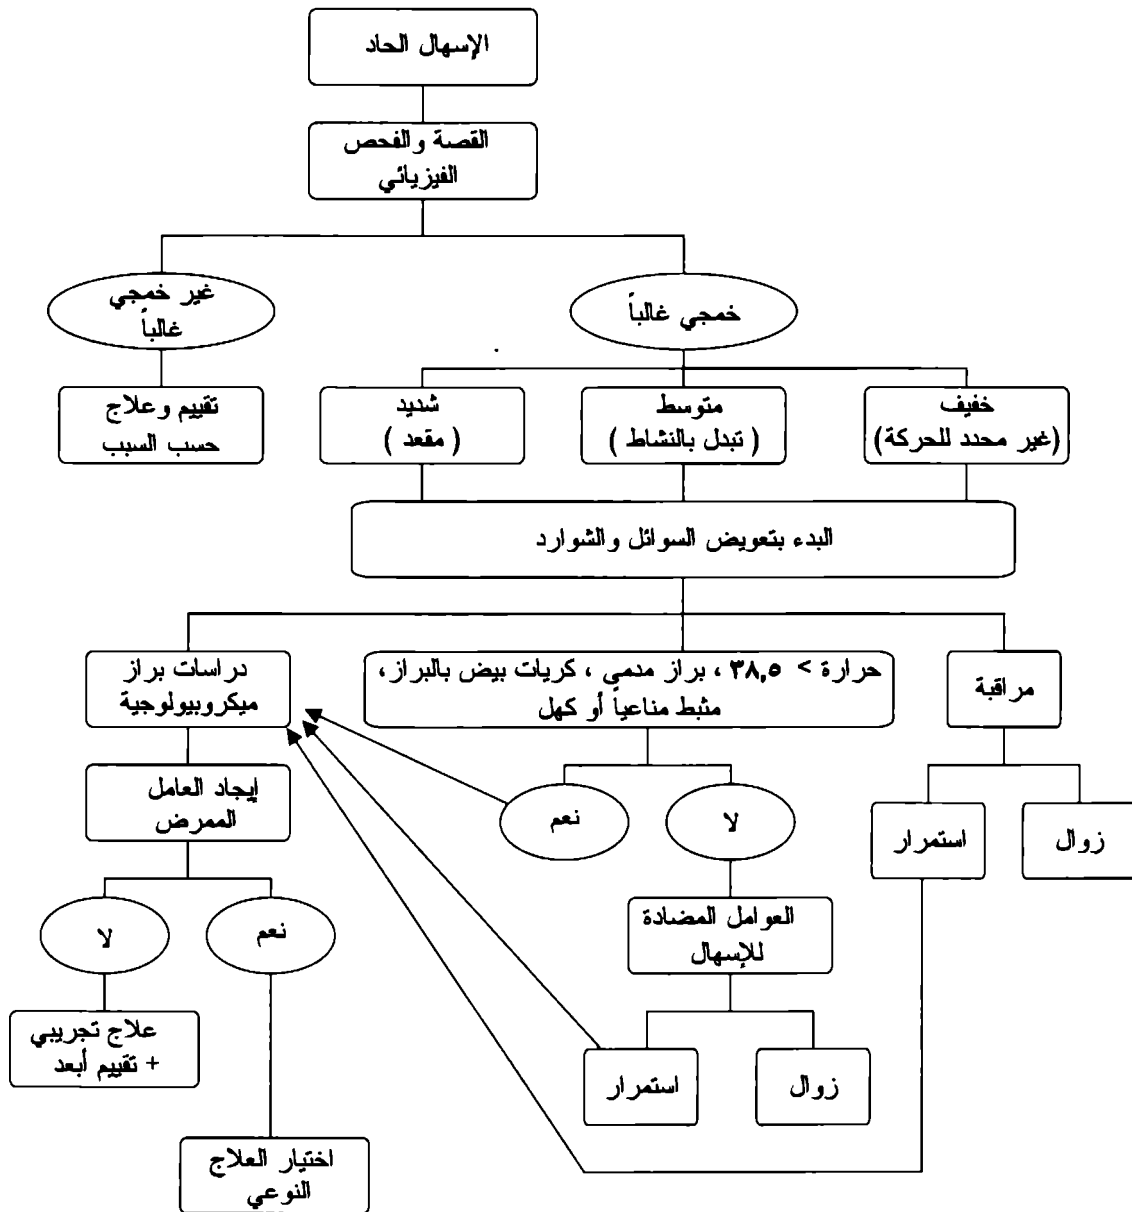 الإسهال الحاد
القصة والفحص
الفيزيائي
خمجي غالباً
غير خمجي
غالباً
خفيف
(غير محدد للحركة)
متوسط
( تبدل بالنشاط )
شديد
( مقعد )
تقييم وعلاج
حسب السبب
البدء بتعويض السوائل والشوارد
مراقبة
حرارة > ٣٨,٥ ، براز مدمى ، كريات بيض بالبراز،
مثبط مناعياً أو كهل
دراسات براز
ميكروبيولوجية
زوال
استمرار
لا
نعم
إيجاد العامل
الممرض
العوامل المضادة
للإسهال
نعم
لا
زوال
استمرار
علاج تجريبي
+ تقييم أبعد
اختيار العلاج
النوعي